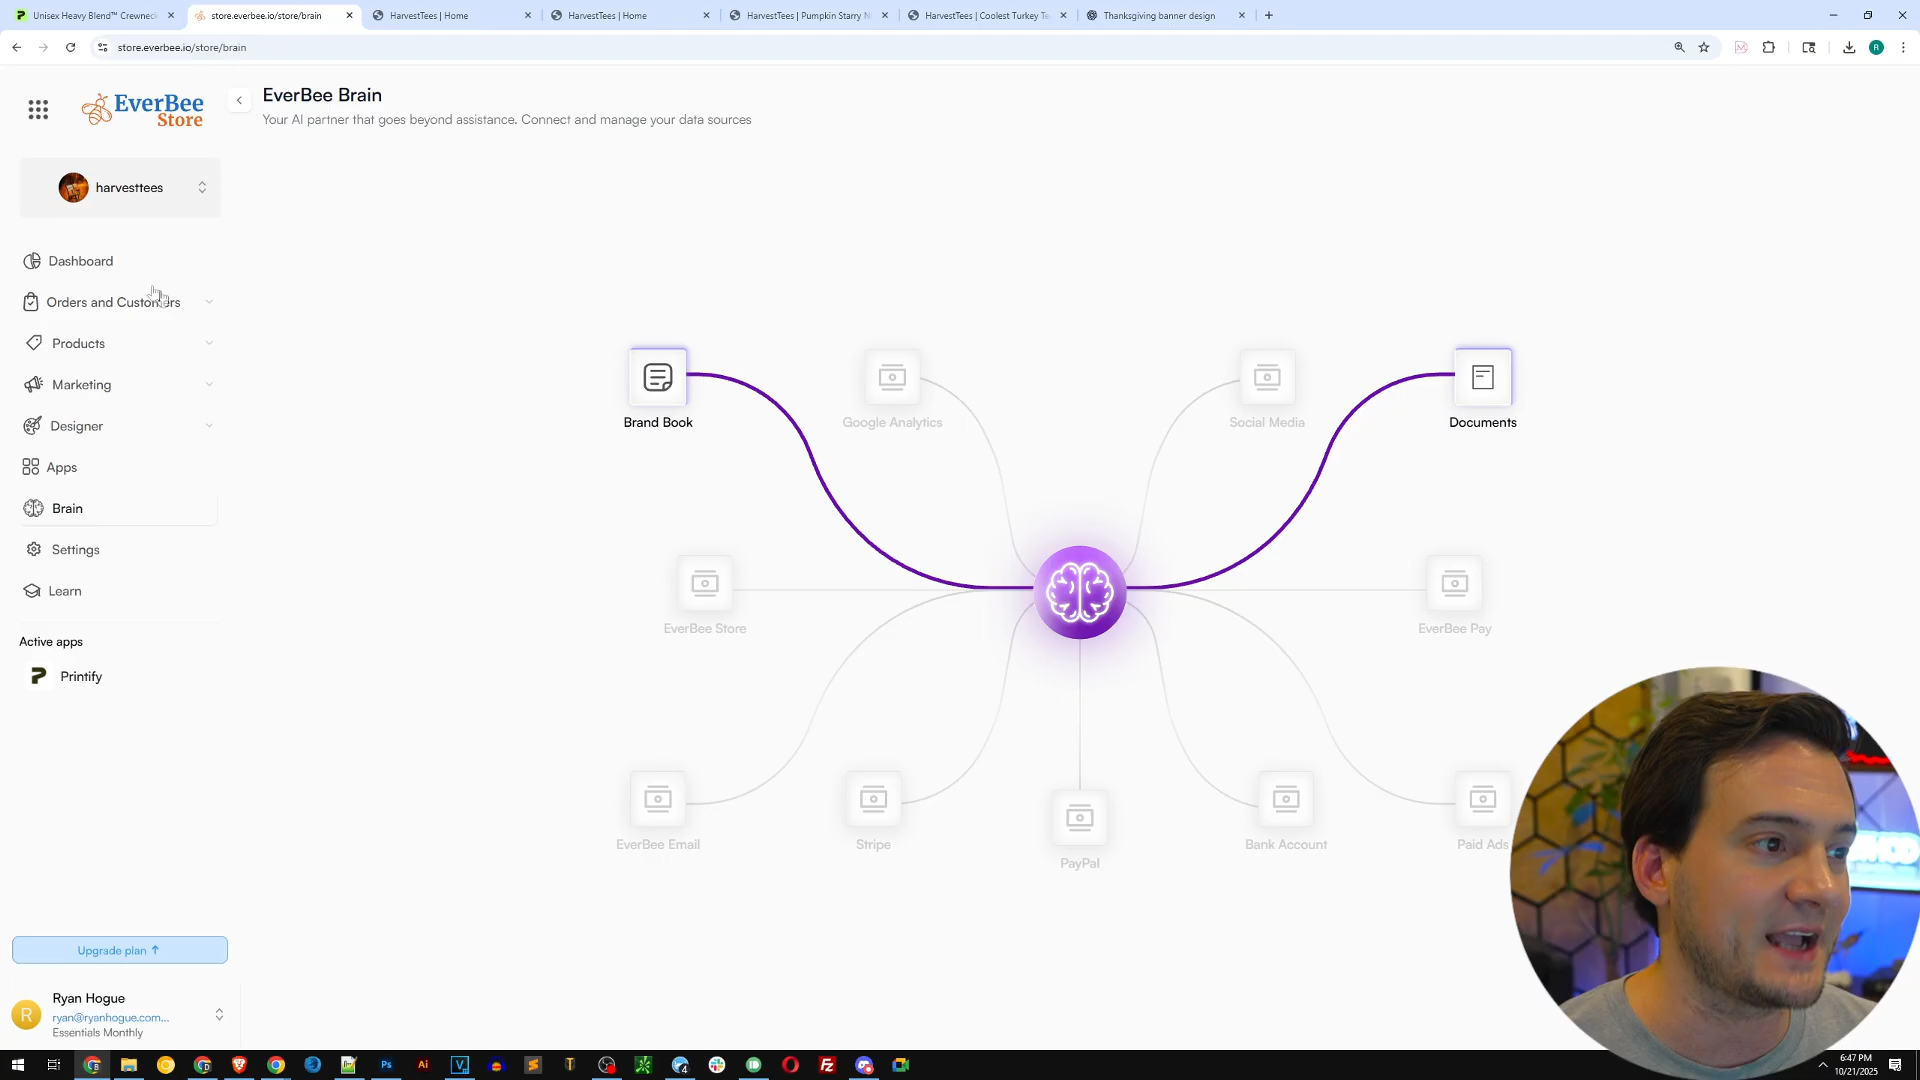 Unisex Heavy Blend™ Crewneck
store.everbee.io/store/brain
HarvestTees | Home
HarvestTees | Home
HarvestTees | Pumpkin Starry N
HarvestTees | Coolest Turkey Te
Thanksgiving banner design
store.everbee.io/store/brain
EverBee
Store
EverBee Brain
Your AI partner that goes beyond assistance. Connect and manage your data sources
harvesttees
Dashboard
Orders and Customers
Products
Marketing
Designer
Apps
Brain
Settings
Learn
Active apps
Printify
Brand Book
Google Analytics
Social Media
Documents
EverBee Store
EverBee Pay
EverBee Email
Stripe
PayPal
Bank Account
Paid Ads
Upgrade plan ↑
R
Ryan Hogue
ryan@ryanhogue.com...
Essentials Monthly
6:47 PM
10/21/2025